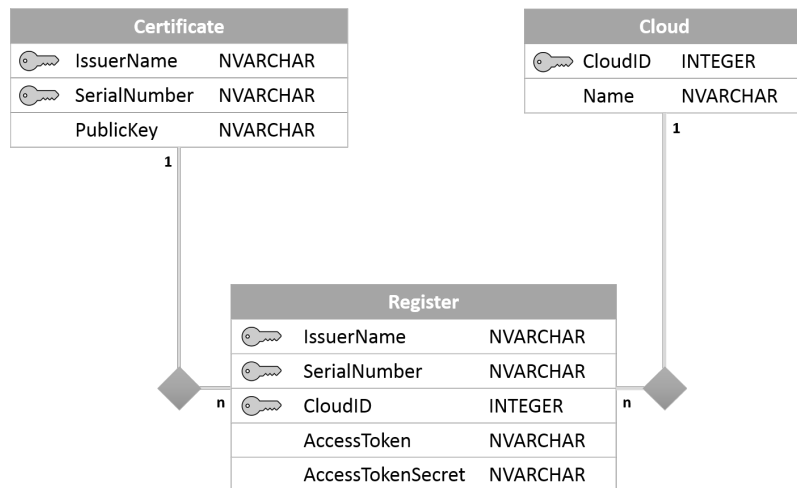 Certificate
IssuerName NVARCHAR
SerialNumber NVARCHAR
PublicKey NVARCHAR
1
Cloud
CloudID INTEGER
Name NVARCHAR
1
Register
IssuerName NVARCHAR
SerialNumber NVARCHAR
n CloudID INTEGER n
AccessToken NVARCHAR
AccessTokenSecret NVARCHAR